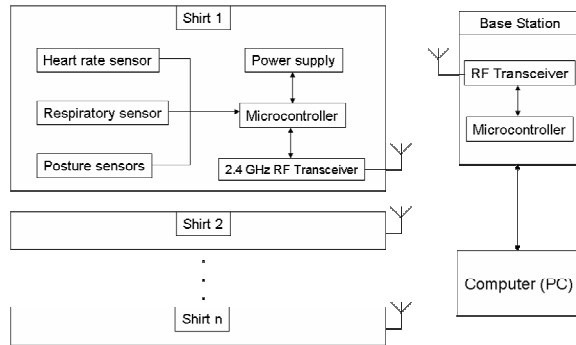 Shirt 1
Heart rate sensor
Respiratory sensor
Posture sensors
Power supply
Microcontroller
2.4 GHz RF Transceiver
Shirt 2
Shirt n
Base Station
RF Transceiver
Microcontroller
Computer (PC)